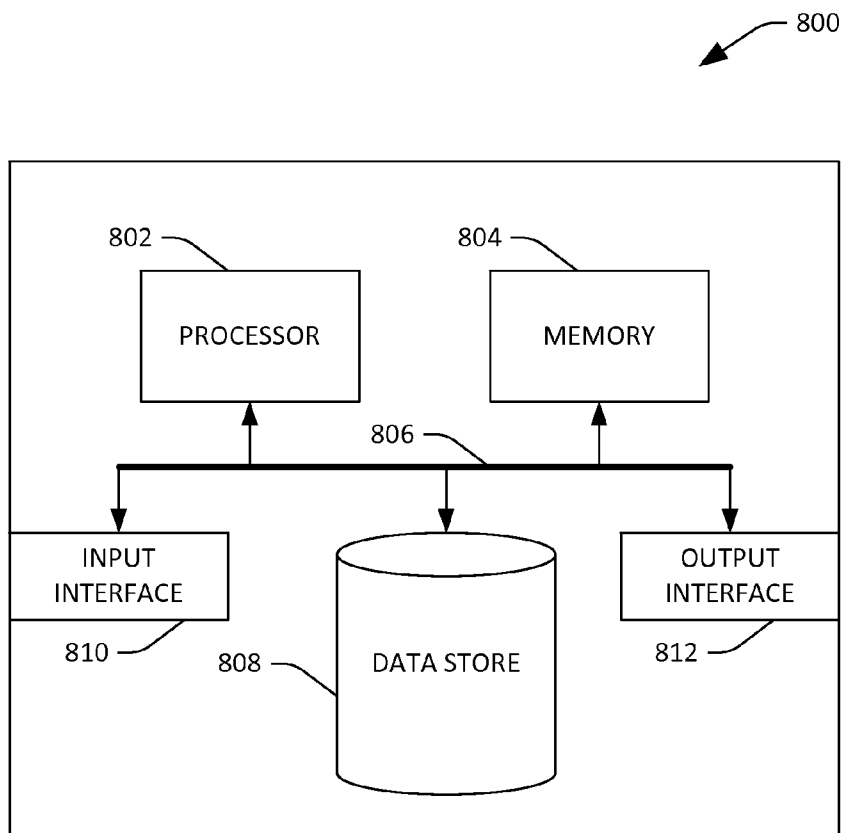 800
802
804
PROCESSOR
MEMORY
806
INPUT
INTERFACE
OUTPUT
INTERFACE
810
808
DATA STORE
812